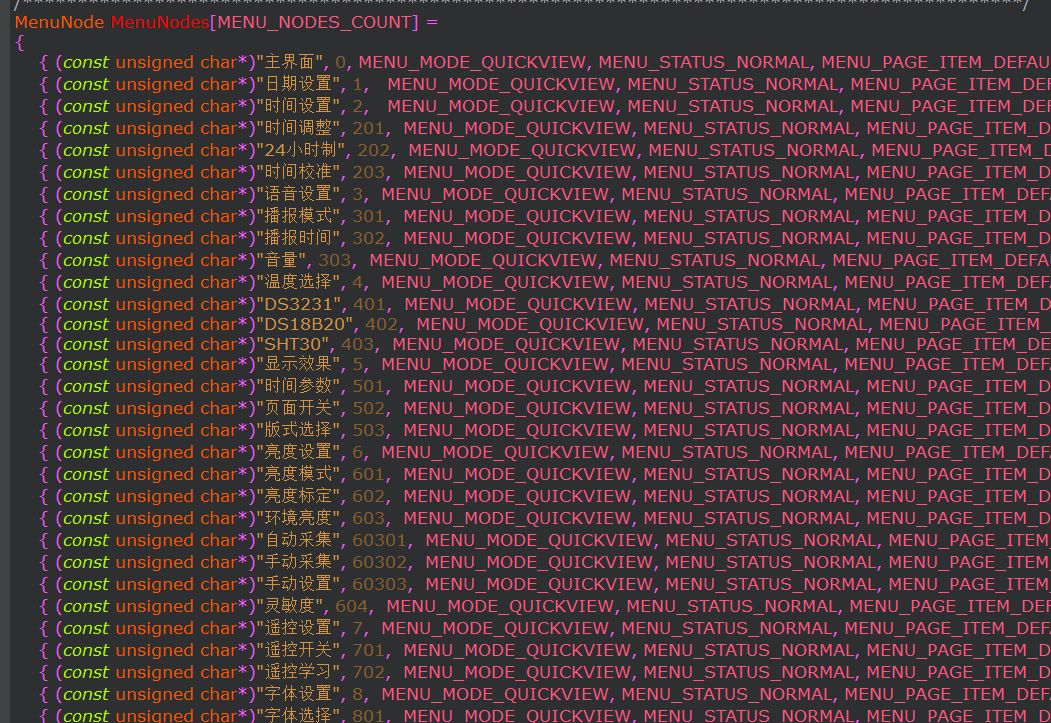 /*******************************************************************************************/
MenuNode MenuNodes[MENU_NODES_COUNT] =
{
{ (const unsigned char*)"主界面", 0, MENU_MODE_QUICKVIEW, MENU_STATUS_NORMAL, MENU_PAGE_ITEM_DEFAU
{ (const unsigned char*)"日期设置", 1, MENU_MODE_QUICKVIEW, MENU_STATUS_NORMAL, MENU_PAGE_ITEM_DEF
{ (const unsigned char*)"时间设置", 2, MENU_MODE_QUICKVIEW, MENU_STATUS_NORMAL, MENU_PAGE_ITEM_DEF
{ (const unsigned char*)"时间调整", 201, MENU_MODE_QUICKVIEW, MENU_STATUS_NORMAL, MENU_PAGE_ITEM_D
{ (const unsigned char*)"24小时制", 202, MENU_MODE_QUICKVIEW, MENU_STATUS_NORMAL, MENU_PAGE_ITEM_D
{ (const unsigned char*)"时间校准", 203, MENU_MODE_QUICKVIEW, MENU_STATUS_NORMAL, MENU_PAGE_ITEM_D
{ (const unsigned char*)"语音设置", 3, MENU_MODE_QUICKVIEW, MENU_STATUS_NORMAL, MENU_PAGE_ITEM_DEF
{ (const unsigned char*)"播报模式", 301, MENU_MODE_QUICKVIEW, MENU_STATUS_NORMAL, MENU_PAGE_ITEM_D
{ (const unsigned char*)"播报时间", 302, MENU_MODE_QUICKVIEW, MENU_STATUS_NORMAL, MENU_PAGE_ITEM_D
{ (const unsigned char*)"音量", 303, MENU_MODE_QUICKVIEW, MENU_STATUS_NORMAL, MENU_PAGE_ITEM_DEFA
{ (const unsigned char*)"温度选择", 4, MENU_MODE_QUICKVIEW, MENU_STATUS_NORMAL, MENU_PAGE_ITEM_DEF
{ (const unsigned char*)"DS3231", 401, MENU_MODE_QUICKVIEW, MENU_STATUS_NORMAL, MENU_PAGE_ITEM_D
{ (const unsigned char*)"DS18B20", 402, MENU_MODE_QUICKVIEW, MENU_STATUS_NORMAL, MENU_PAGE_ITEM_
{ (const unsigned char*)"SHT30", 403, MENU_MODE_QUICKVIEW, MENU_STATUS_NORMAL, MENU_PAGE_ITEM_DE
{ (const unsigned char*)"显示效果", 5, MENU_MODE_QUICKVIEW, MENU_STATUS_NORMAL, MENU_PAGE_ITEM_DEF
{ (const unsigned char*)"时间参数", 501, MENU_MODE_QUICKVIEW, MENU_STATUS_NORMAL, MENU_PAGE_ITEM_D
{ (const unsigned char*)"页面开关", 502, MENU_MODE_QUICKVIEW, MENU_STATUS_NORMAL, MENU_PAGE_ITEM_D
{ (const unsigned char*)"版式选择", 503, MENU_MODE_QUICKVIEW, MENU_STATUS_NORMAL, MENU_PAGE_ITEM_D
{ (const unsigned char*)"亮度设置", 6, MENU_MODE_QUICKVIEW, MENU_STATUS_NORMAL, MENU_PAGE_ITEM_DEF
{ (const unsigned char*)"亮度模式", 601, MENU_MODE_QUICKVIEW, MENU_STATUS_NORMAL, MENU_PAGE_ITEM_D
{ (const unsigned char*)"亮度标定", 602, MENU_MODE_QUICKVIEW, MENU_STATUS_NORMAL, MENU_PAGE_ITEM_D
{ (const unsigned char*)"环境亮度", 603, MENU_MODE_QUICKVIEW, MENU_STATUS_NORMAL, MENU_PAGE_ITEM_D
{ (const unsigned char*)"自动采集", 60301, MENU_MODE_QUICKVIEW, MENU_STATUS_NORMAL, MENU_PAGE_ITEM
{ (const unsigned char*)"手动采集", 60302, MENU_MODE_QUICKVIEW, MENU_STATUS_NORMAL, MENU_PAGE_ITEM
{ (const unsigned char*)"手动设置", 60303, MENU_MODE_QUICKVIEW, MENU_STATUS_NORMAL, MENU_PAGE_ITEM
{ (const unsigned char*)"灵敏度", 604, MENU_MODE_QUICKVIEW, MENU_STATUS_NORMAL, MENU_PAGE_ITEM_DEF
{ (const unsigned char*)"遥控设置", 7, MENU_MODE_QUICKVIEW, MENU_STATUS_NORMAL, MENU_PAGE_ITEM_DEF
{ (const unsigned char*)"遥控开关", 701, MENU_MODE_QUICKVIEW, MENU_STATUS_NORMAL, MENU_PAGE_ITEM_D
{ (const unsigned char*)"遥控学习", 702, MENU_MODE_QUICKVIEW, MENU_STATUS_NORMAL, MENU_PAGE_ITEM_D
{ (const unsigned char*)"字体设置", 8, MENU_MODE_QUICKVIEW, MENU_STATUS_NORMAL, MENU_PAGE_ITEM_DEF
{ (const unsigned char*)"字体选择", 801, MENU_MODE_QUICKVIEW, MENU_STATUS_NORMAL, MENU_PAGE_ITEM_D